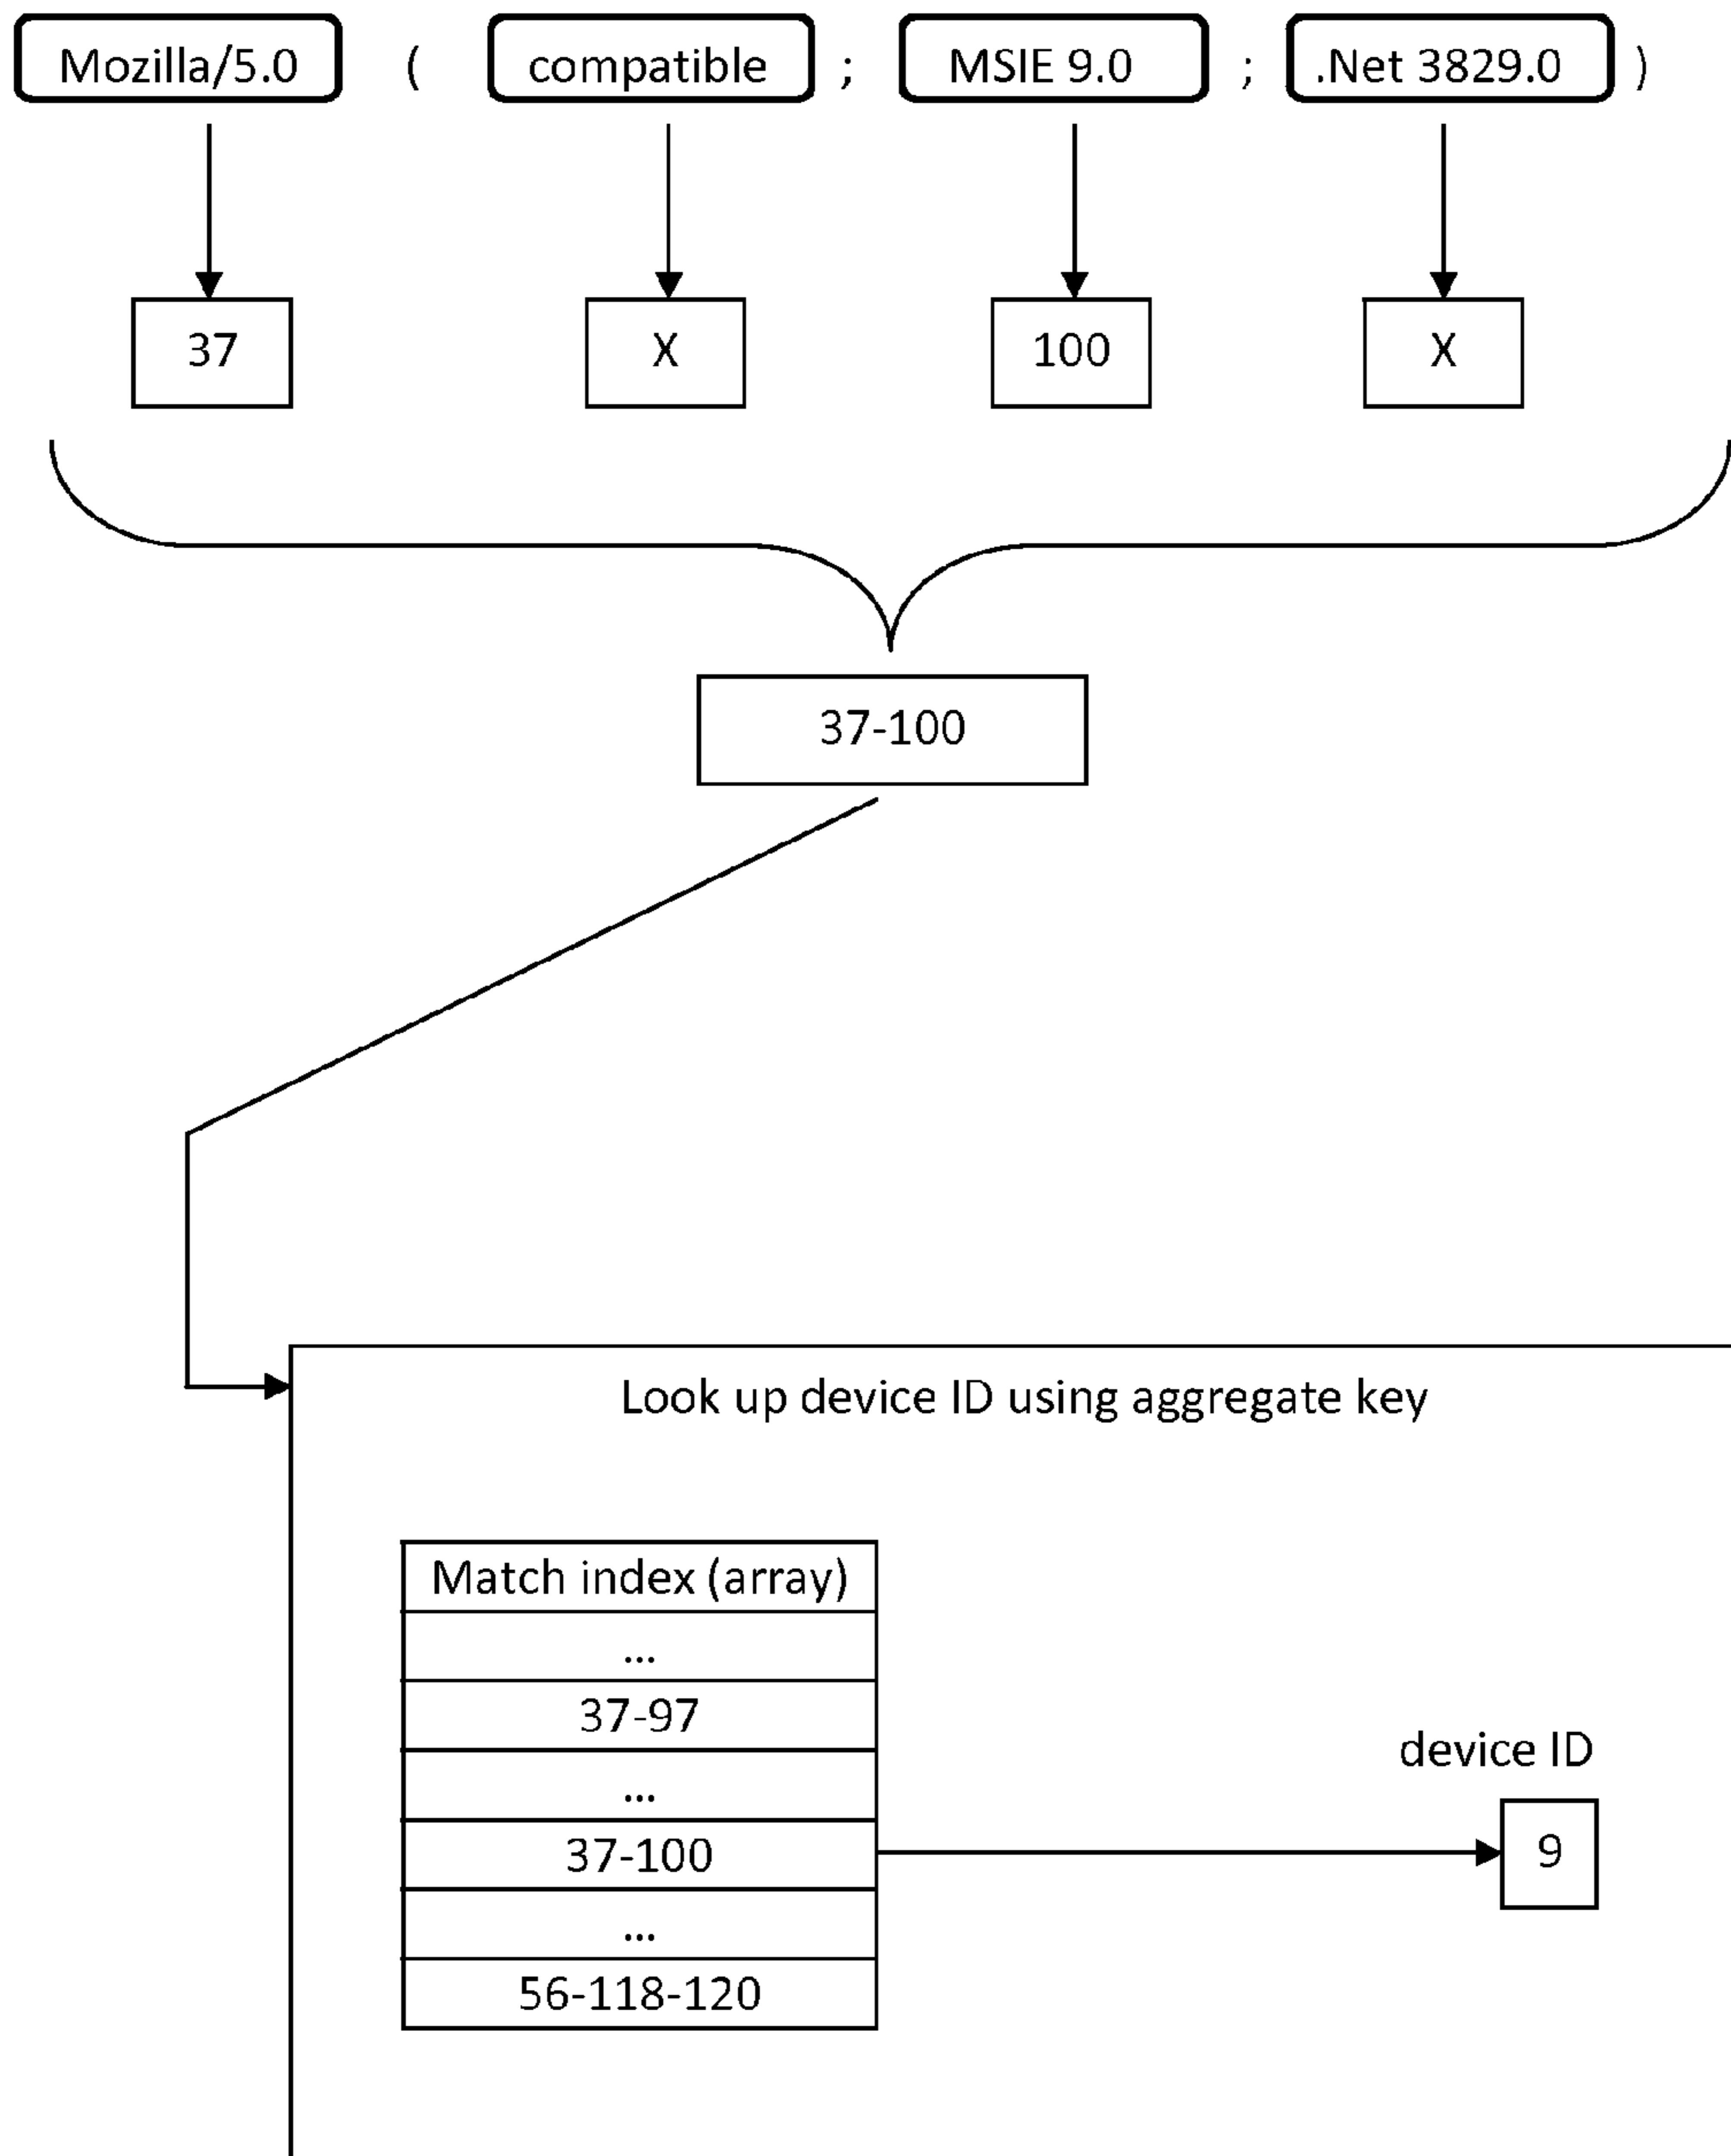 Mozilla/5.0 ( compatible ; MSIE 9.0 ; .Net 3829.0 )
37 X 100 X
37-100
Look up device ID using aggregate key
Match index (array)
...
37-97
...
device ID
37-100
9
...
56-118-120